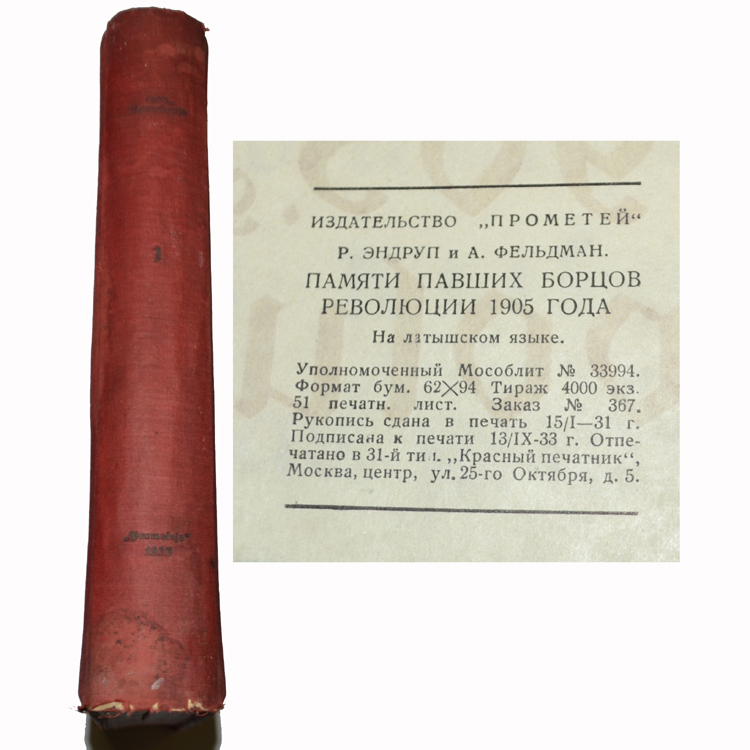 1
1933
ИЗДАТЕЛЬСТВО „ПРОМЕТЕЙ“
Р. ЭНДРУП и А. ФЕЛЬДМАН.
ПАМЯТИ ПАВШИХ БОРЦОВ
РЕВОЛЮЦИИ 1905 ГОДА
На латышском языке.
Уполномоченный Мособлит № 33994.
Формат бум. 62×94 Тираж 4000 экз.
51 печатн. лист. Заказ № 367.
Рукопись сдана в печать 15/I—31 г.
Подписана к печати 13/IX-33 г. Отпе-
чатано в 31-й тип. „Красный печатник“,
Москва, центр, ул. 25-го Октября, д. 5.